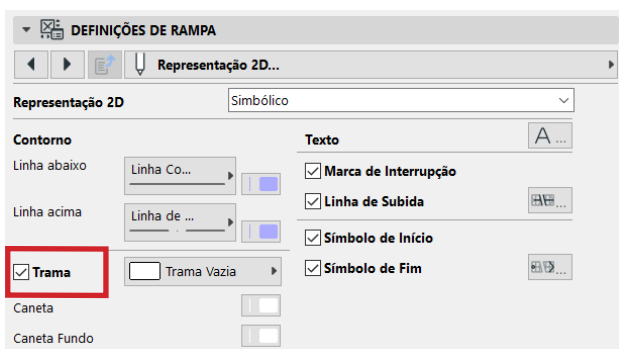 DEFINIÇÕES DE RAMPA
Representação 2D...
Representação 2D
Simbólico
Contorno
Linha abaixo
Linha Co...
Linha acima
Linha de ...
Trama
Trama Vazia
Caneta
Caneta Fundo
Texto
A ...
Marca de Interrupção
Linha de Subida
...
Símbolo de Início
Símbolo de Fim
...